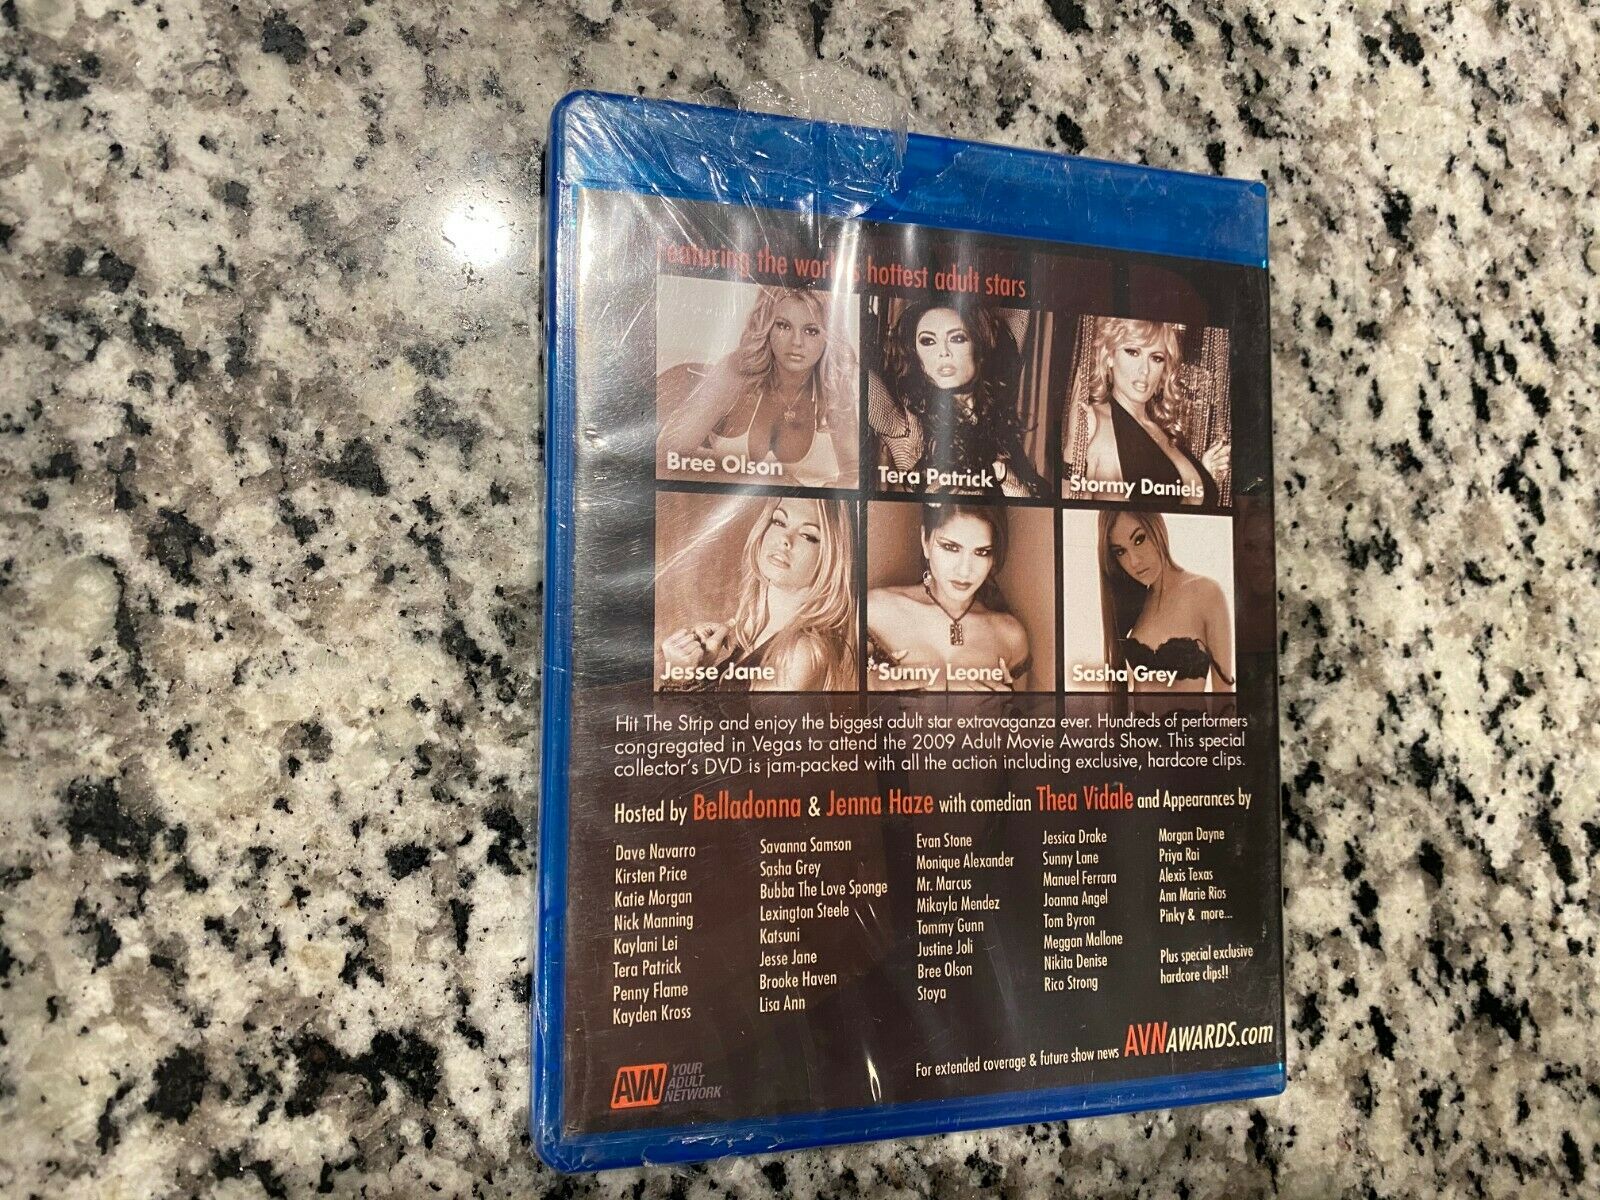 Featuring the world's hottest adult stars
Bree Olson
Tera Patrick
Stormy Daniels
Jesse Jane
Sunny Leone
Sasha Grey
Hit The Strip and enjoy the biggest adult star extravaganza ever. Hundreds of performers
congregated in Vegas to attend the 2009 Adult Movie Awards Show. This special
collector's DVD is jam-packed with all the action including exclusive, hardcore clips.
Hosted by Belladonna & Jenna Haze with comedian Thea Vidale and Appearances by
Dave Navarro
Kirsten Price
Katie Morgan
Nick Manning
Kaylani Lei
Tera Patrick
Penny Flame
Kayden Kross
Savanna Samson
Sasha Grey
Bubba The Love Sponge
Lexington Steele
Katsuni
Jesse Jane
Brooke Haven
Lisa Ann
Evan Stone
Monique Alexander
Mr. Marcus
Mikayla Mendez
Tommy Gunn
Justine Joli
Bree Olson
Stoya
Jessica Drake
Sunny Lane
Manuel Ferrara
Joanna Angel
Tom Byron
Meggan Mallone
Nikita Denise
Rico Strong
Morgan Dayne
Priya Rai
Alexis Texas
Ann Marie Rios
Pinky & more...
Plus special exclusive
hardcore clips!!
For extended coverage & future show news AVNAWARDS.com
AVN
YOUR
ADULT
NETWORK